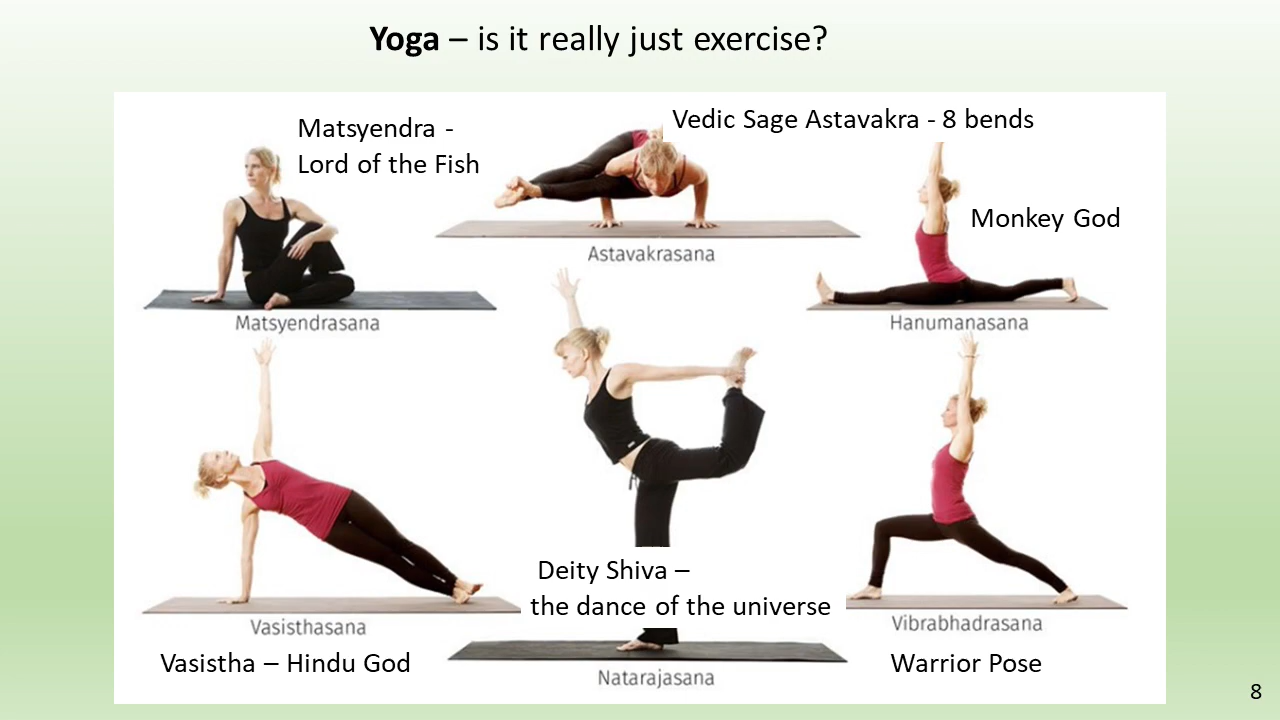 Yoga – is it really just exercise?
Matsyendra -
Lord of the Fish
Vedic Sage Astavakra - 8 bends
Monkey God
Astavakrasana
Matsyendrasana
Hanumanasana
Deity Shiva –
the dance of the universe
Vasisthasana
Vibrabhadrasana
Vasistha – Hindu God
Warrior Pose
Natarajasana
8